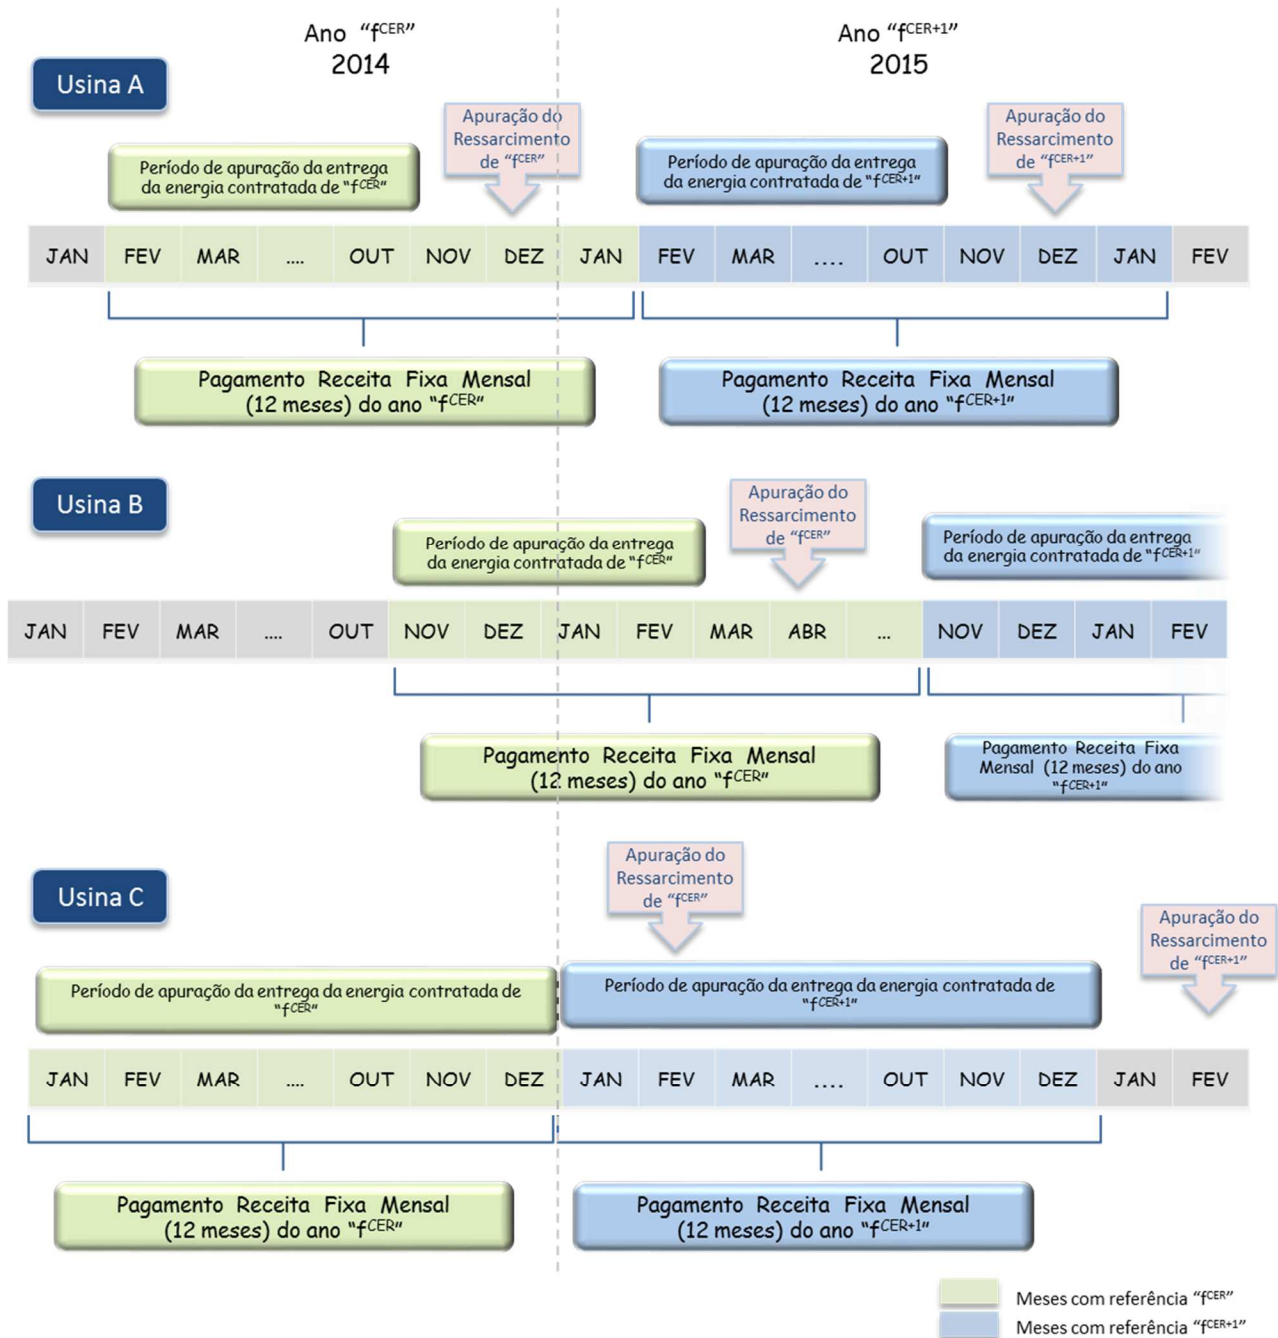 Ano “fCER”
2014
Ano “fCER+1”
2015
Usina A
Apuração do
Ressarcimento
de “fCER”
Apuração do
Ressarcimento
de “fCER+1”
Período de apuração da entrega
da energia contratada de “fCER”
Período de apuração da entrega
da energia contratada de “fCER+1”
JAN FEV MAR .... OUT NOV DEZ JAN FEV MAR .... OUT NOV DEZ JAN FEV
Pagamento Receita Fixa Mensal
(12 meses) do ano “fCER”
Pagamento Receita Fixa Mensal
(12 meses) do ano “fCER+1”
Usina B
Apuração do
Ressarcimento
de “fCER”
Período de apuração da entrega
da energia contratada de “fCER”
Período de apuração da entrega
da energia contratada de “fCER+1”
JAN FEV MAR .... OUT NOV DEZ JAN FEV MAR ABR ... NOV DEZ JAN FEV
Pagamento Receita Fixa Mensal
(12 meses) do ano “fCER”
Pagamento Receita Fixa
Mensal (12 meses) do ano
“fCER+1”
Usina C
Apuração do
Ressarcimento
de “fCER”
Apuração do
Ressarcimento
de “fCER+1”
Período de apuração da entrega da energia contratada de
“fCER”
Período de apuração da entrega da energia contratada de
“fCER+1”
JAN FEV MAR .... OUT NOV DEZ JAN FEV MAR .... OUT NOV DEZ JAN FEV
Pagamento Receita Fixa Mensal
(12 meses) do ano “fCER”
Pagamento Receita Fixa Mensal
(12 meses) do ano “fCER+1”
Meses com referência “fCER”
Meses com referência “fCER+1”